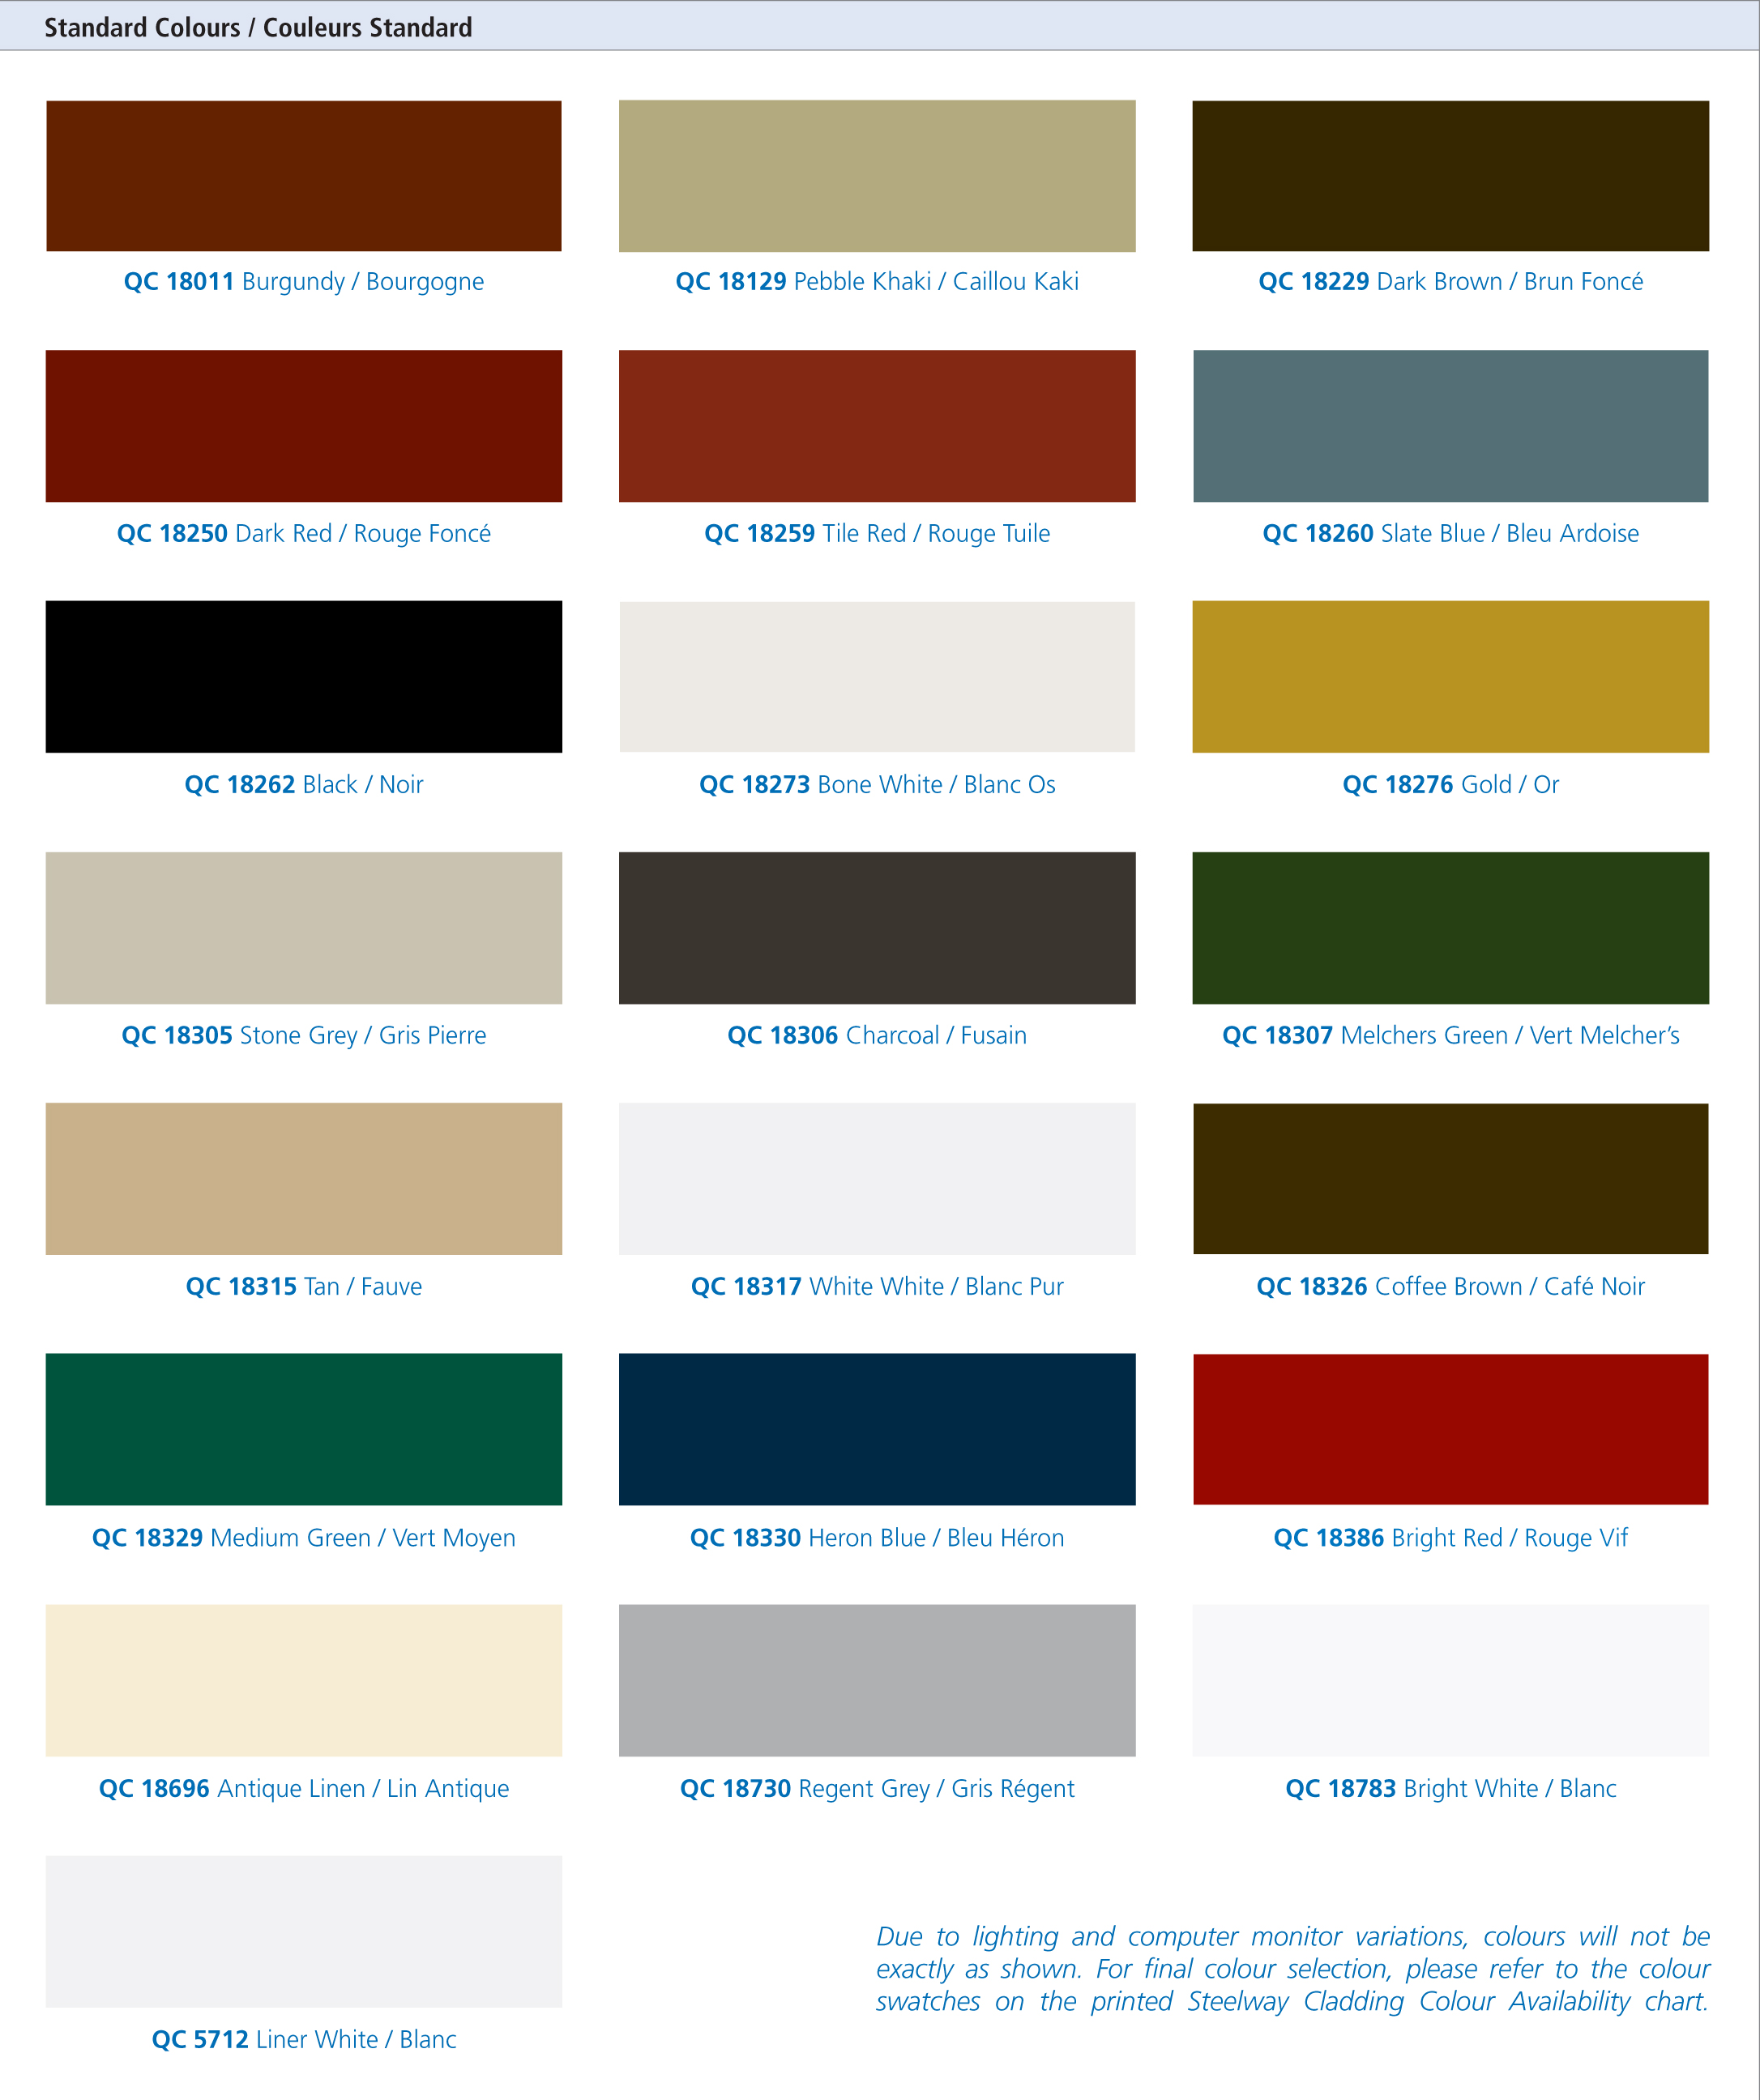 Standard Colours / Couleurs Standard
QC 18011 Burgundy / Bourgogne
QC 18129 Pebble Khaki / Caillou Kaki
QC 18229 Dark Brown / Brun Foncé
QC 18250 Dark Red / Rouge Foncé
QC 18259 Tile Red / Rouge Tuile
QC 18260 Slate Blue / Bleu Ardoise
QC 18262 Black / Noir
QC 18273 Bone White / Blanc Os
QC 18276 Gold / Or
QC 18305 Stone Grey / Gris Pierre
QC 18306 Charcoal / Fusain
QC 18307 Melchers Green / Vert Melcher’s
QC 18315 Tan / Fauve
QC 18317 White White / Blanc Pur
QC 18326 Coffee Brown / Café Noir
QC 18329 Medium Green / Vert Moyen
QC 18330 Heron Blue / Bleu Héron
QC 18386 Bright Red / Rouge Vif
QC 18696 Antique Linen / Lin Antique
QC 18730 Regent Grey / Gris Régent
QC 18783 Bright White / Blanc
QC 5712 Liner White / Blanc
Due to lighting and computer monitor variations, colours will not be
exactly as shown. For final colour selection, please refer to the colour
swatches on the printed Steelway Cladding Colour Availability chart.